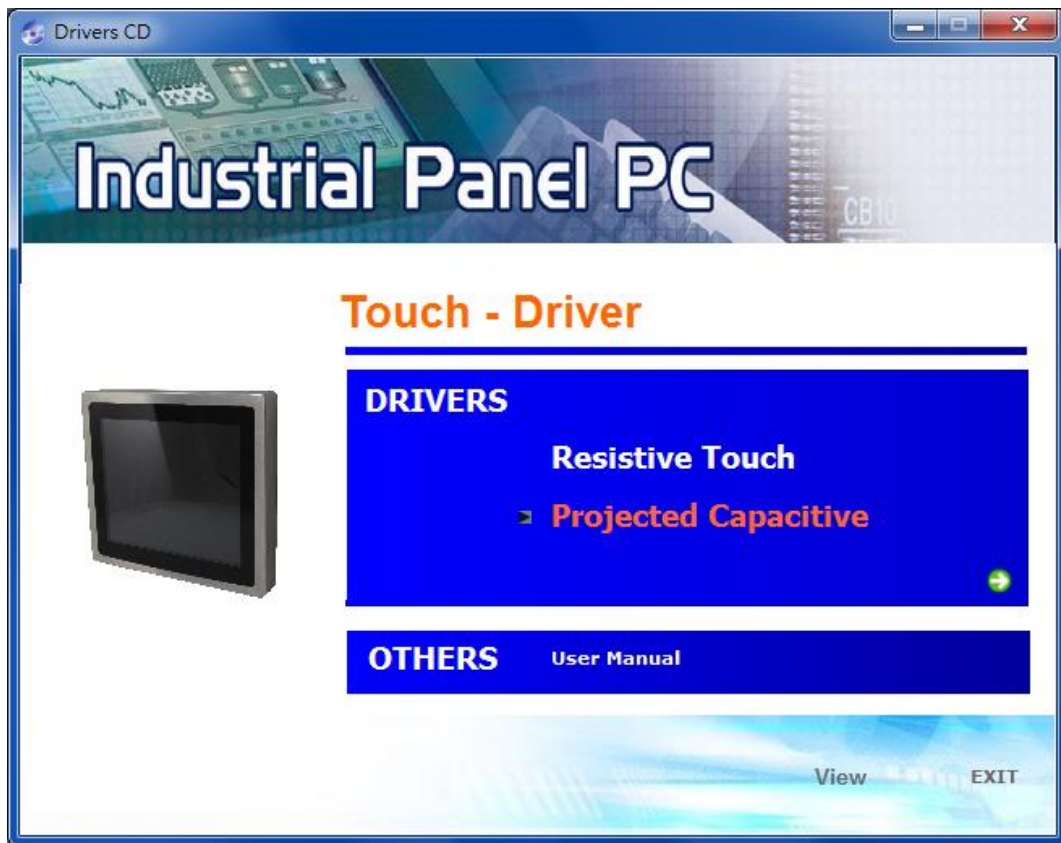 Drivers CD
Industrial Panel PC
CB10
Touch - Driver
DRIVERS
Resistive Touch
Projected Capacitive
OTHERS User Manual
View EXIT